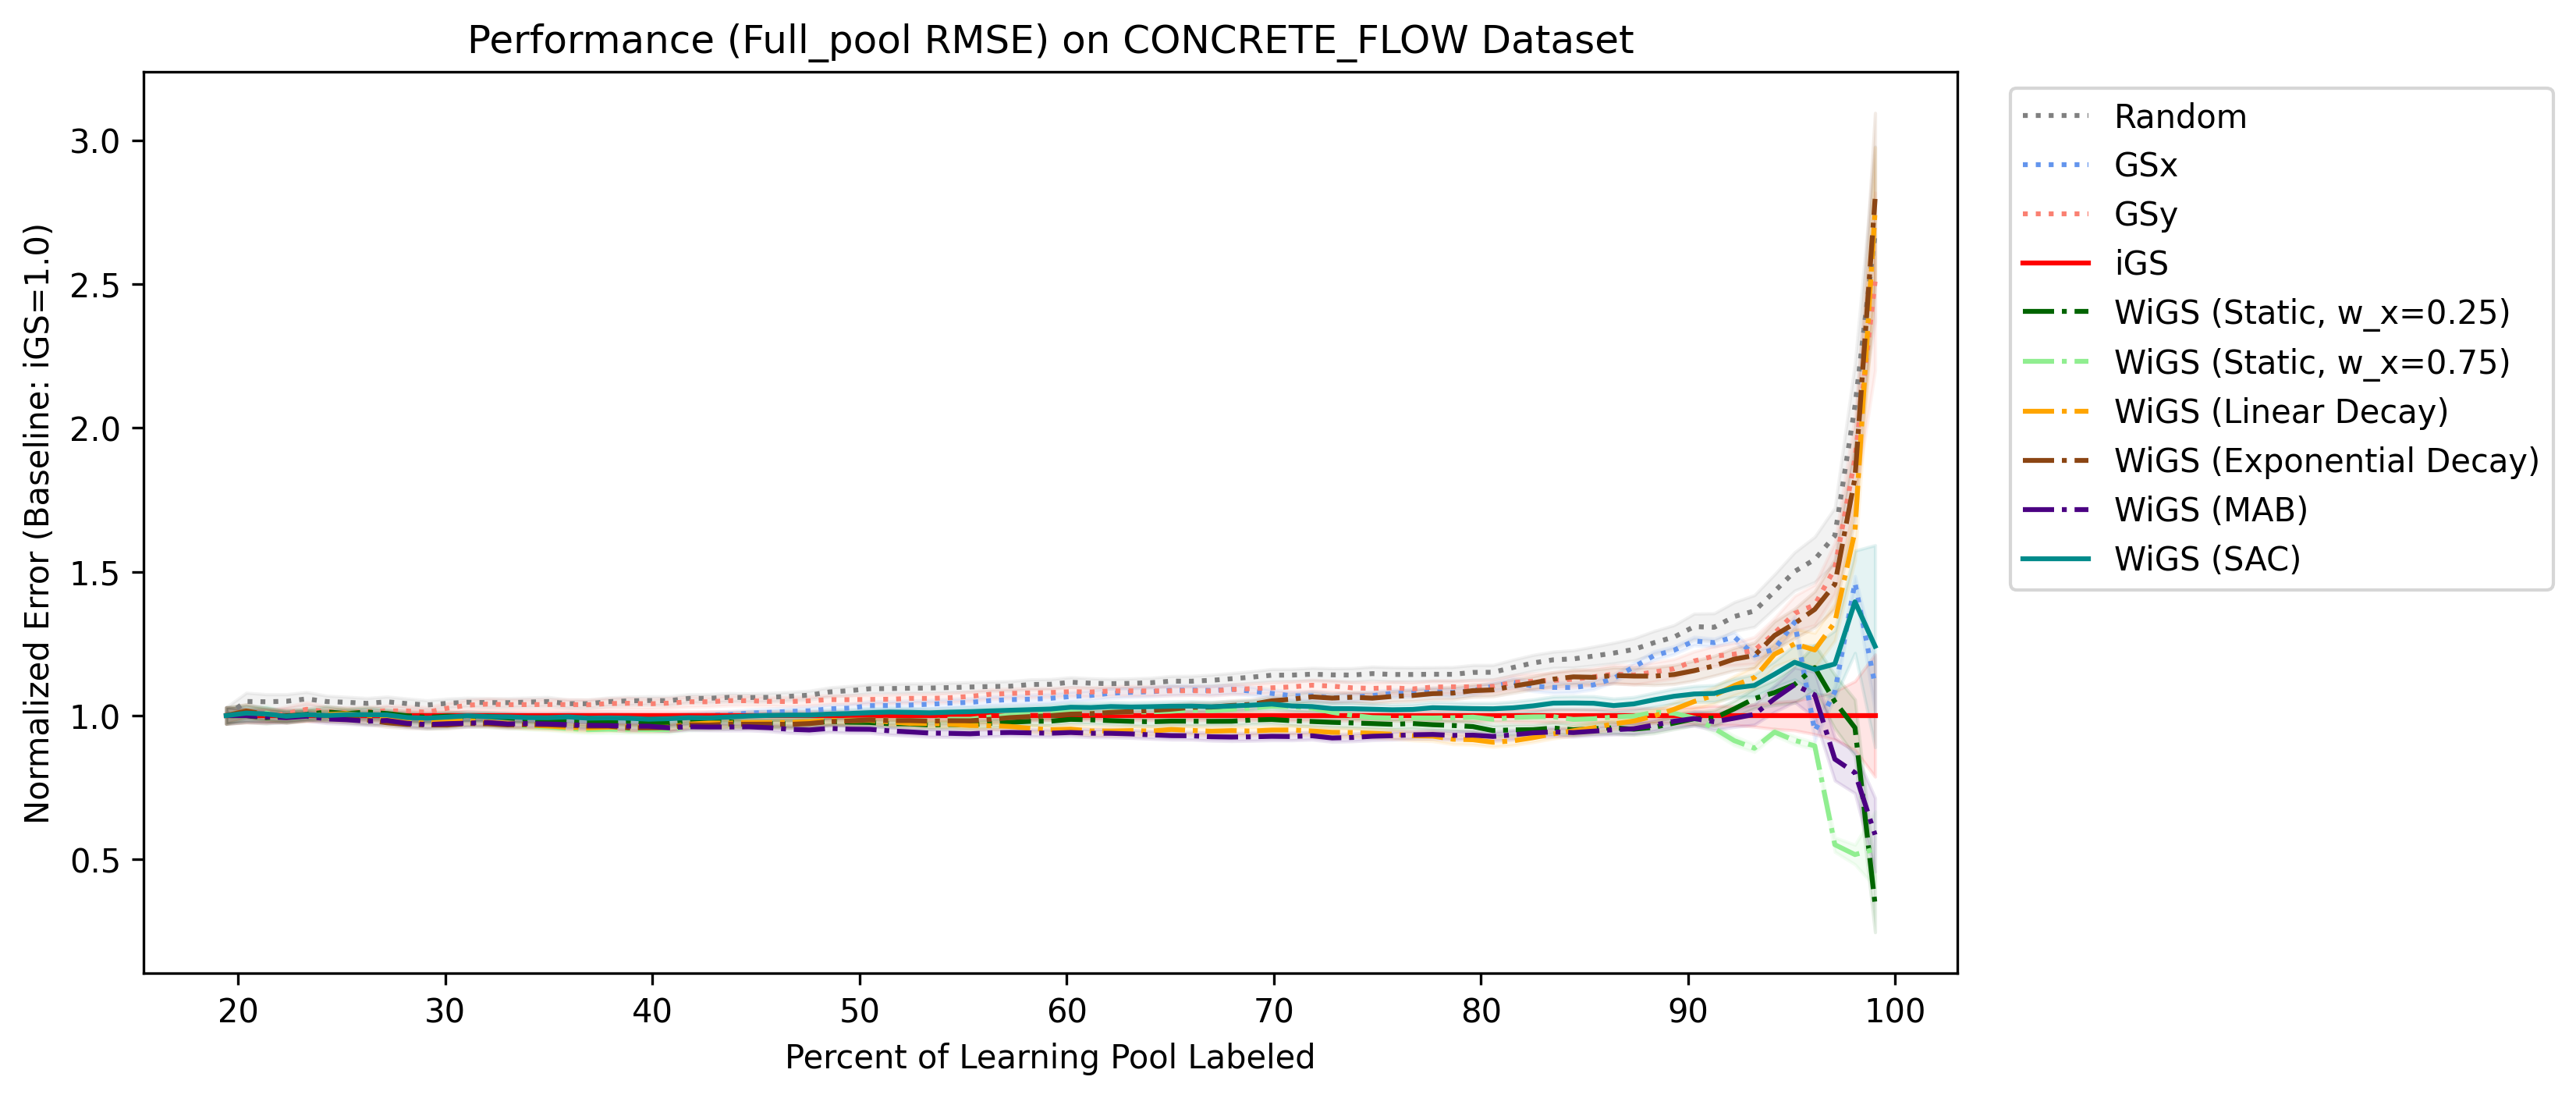 Performance (Full_pool RMSE) on CONCRETE_FLOW Dataset
Normalized Error (Baseline: iGS=1.0)
3.0
2.5
2.0
1.5
1.0
0.5
20 30 40 50 60 70 80 90 100
Percent of Learning Pool Labeled
Random
GSx
GSy
iGS
WiGS (Static, w_x=0.25)
WiGS (Static, w_x=0.75)
WiGS (Linear Decay)
WiGS (Exponential Decay)
WiGS (MAB)
WiGS (SAC)